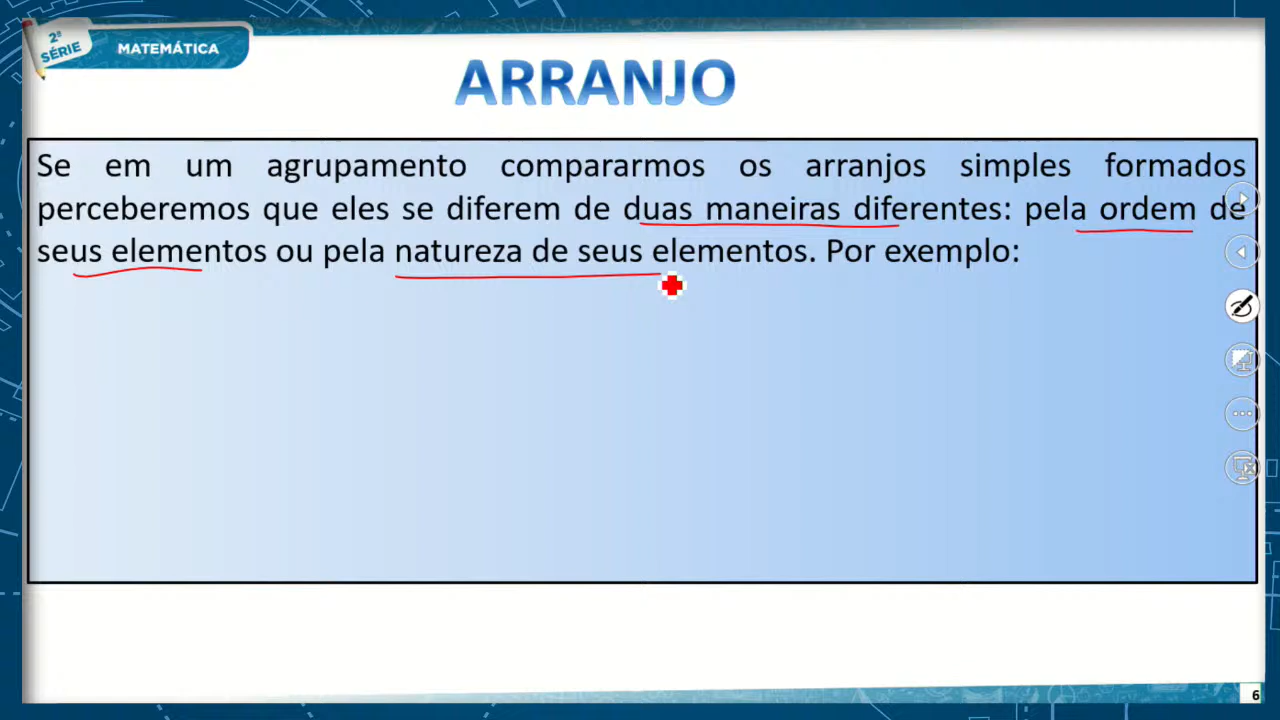 2ª
SÉRIE
MATEMÁTICA
ARRANJO
Se em um agrupamento compararmos os arranjos simples formados
perceberemos que eles se diferem de duas maneiras diferentes: pela ordem de
seus elementos ou pela natureza de seus elementos. Por exemplo:
6